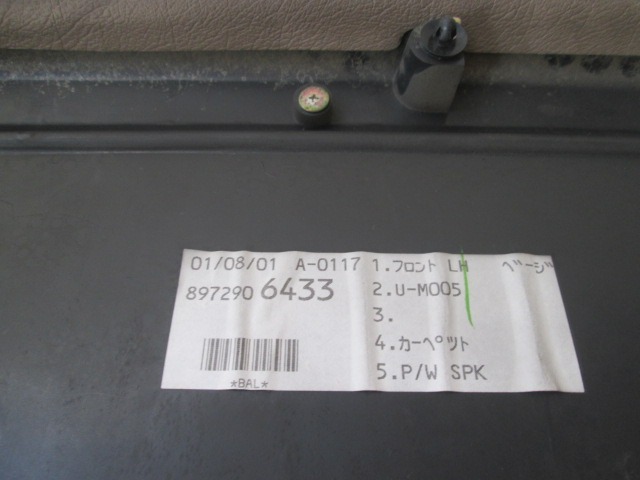 01/08/01 A-0117
897290 6433
*BAL*
1.フロント LH ベージ
2.U-M005
3.
4.カーペット
5.P/W SPK